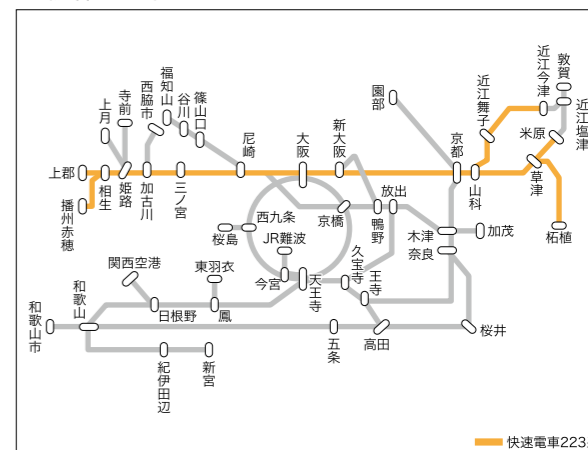 近江今津
敦賀
近江塩津
近江舞子
米原
園部
福知山
西脇市
寺前
上月
谷川
篠山口
尼崎
大阪
新大阪
京都
山科
草津
柘植
上郡
相生
姫路
加古川
三ノ宮
播州赤穂
放出
京橋
鴫野
西九条
桜島
JR難波
今宮
天王寺
久宝寺
王寺
木津
加茂
奈良
関西空港
東羽衣
和歌山
和歌山市
日根野
鳳
五条
高田
桜井
紀伊田辺
新宮
快速電車223